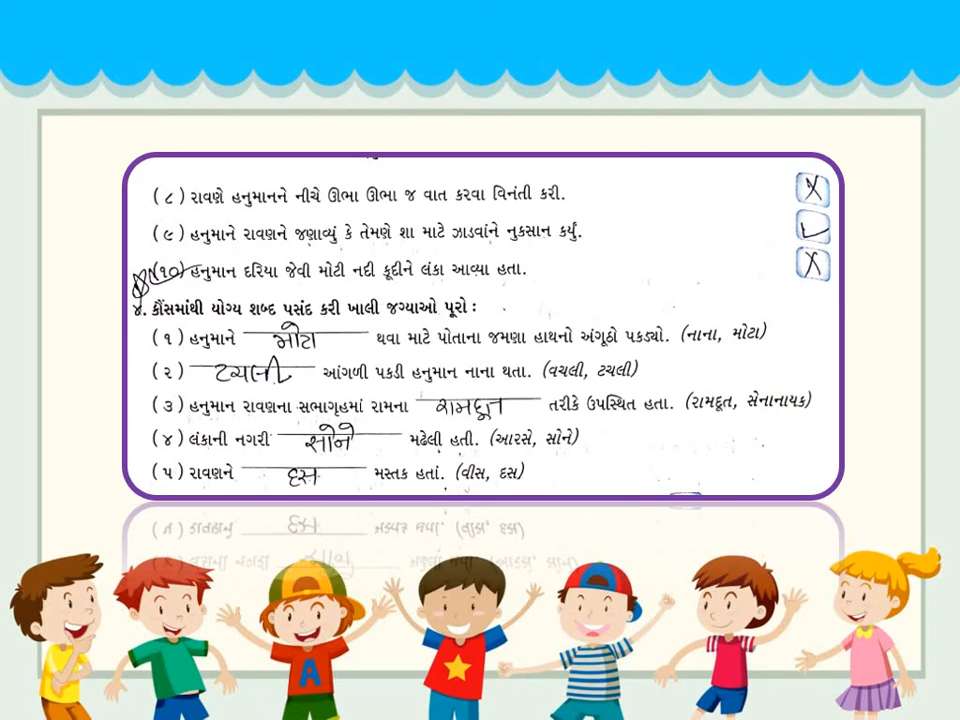 (૮) રાવણે હનુમાનને નીચે ઊભા ઊભા જ વાત કરવા વિનંતી કરી. X
(૯) હનુમાને રાવણને જણાવ્યું કે તેમણે શા માટે ઝાડવાંને નુકસાન કર્યું. ✓
(૧૦) હનુમાન દરિયા જેવી મોટી નદી કૂદીને લંકા આવ્યા હતા. X
૪. કૌંસમાંથી યોગ્ય શબ્દ પસંદ કરી ખાલી જગ્યાઓ પૂરો :
(૧) હનુમાને મોટા થવા માટે પોતાના જમણા હાથનો અંગૂઠો પકડ્યો. (નાના, મોટા)
(૨) ટચલી આંગળી પકડી હનુમાન નાના થતા. (વચલી, ટચલી)
(૩) હનુમાન રાવણના સભાગૃહમાં રામના રામદૂત તરીકે ઉપસ્થિત હતા. (રામદૂત, સેનાનાયક)
(૪) લંકાની નગરી સોને મઢેલી હતી. (આરસે, સોને)
(૫) રાવણને દસ મસ્તક હતાં. (વીસ, દસ)
A